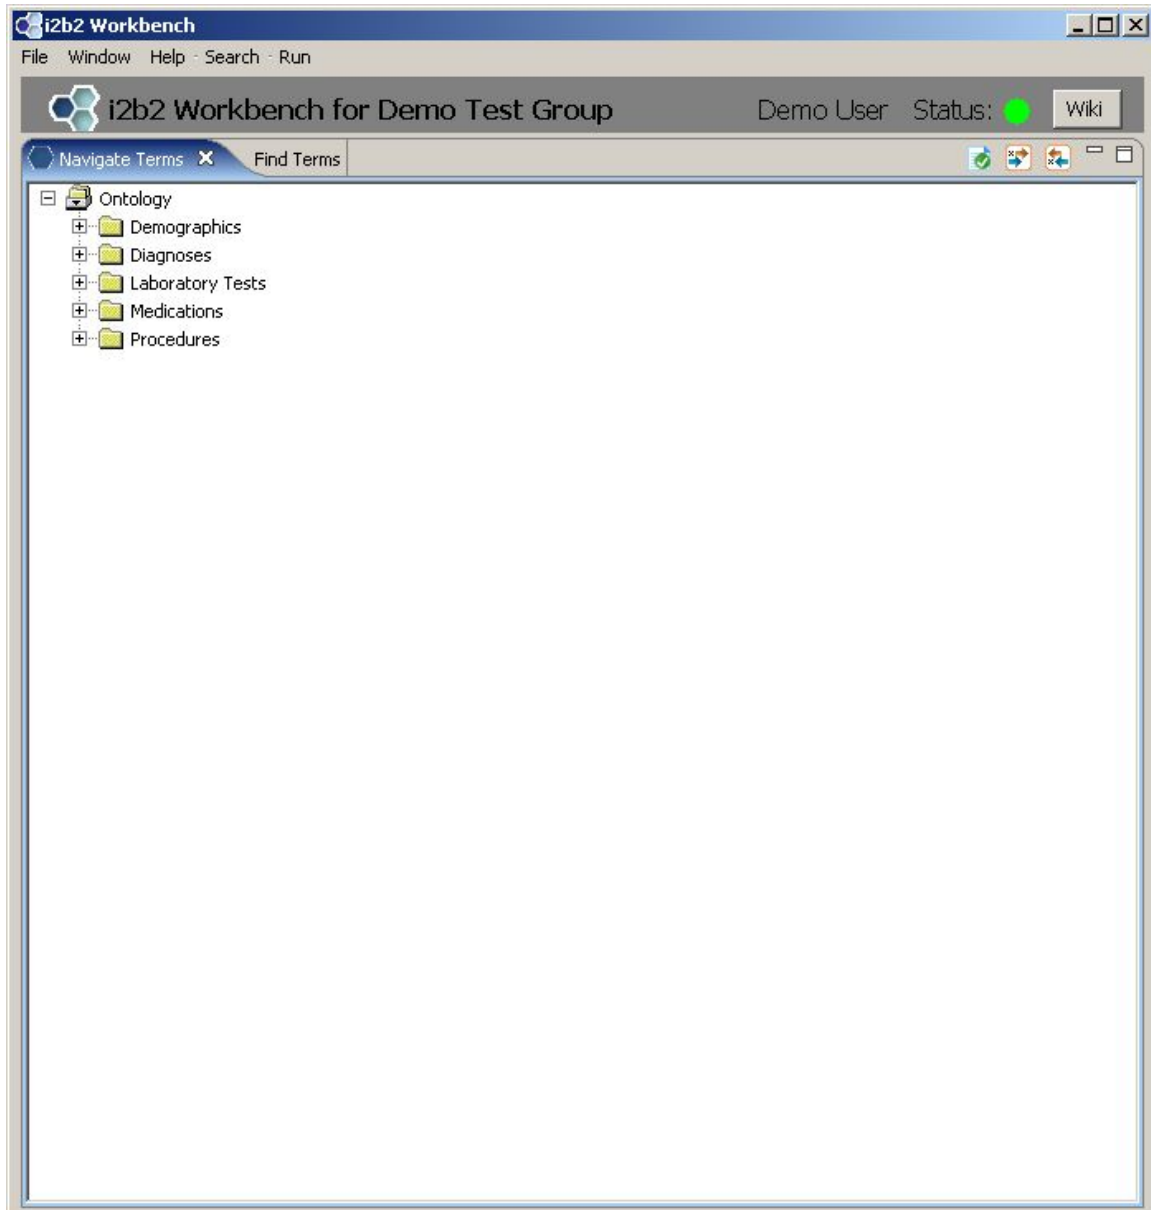 i2b2 Workbench
File Window Help Search Run
i2b2 Workbench for Demo Test Group Demo User Status: Wiki
Navigate Terms Find Terms
Ontology
Demographics
Diagnoses
Laboratory Tests
Medications
Procedures